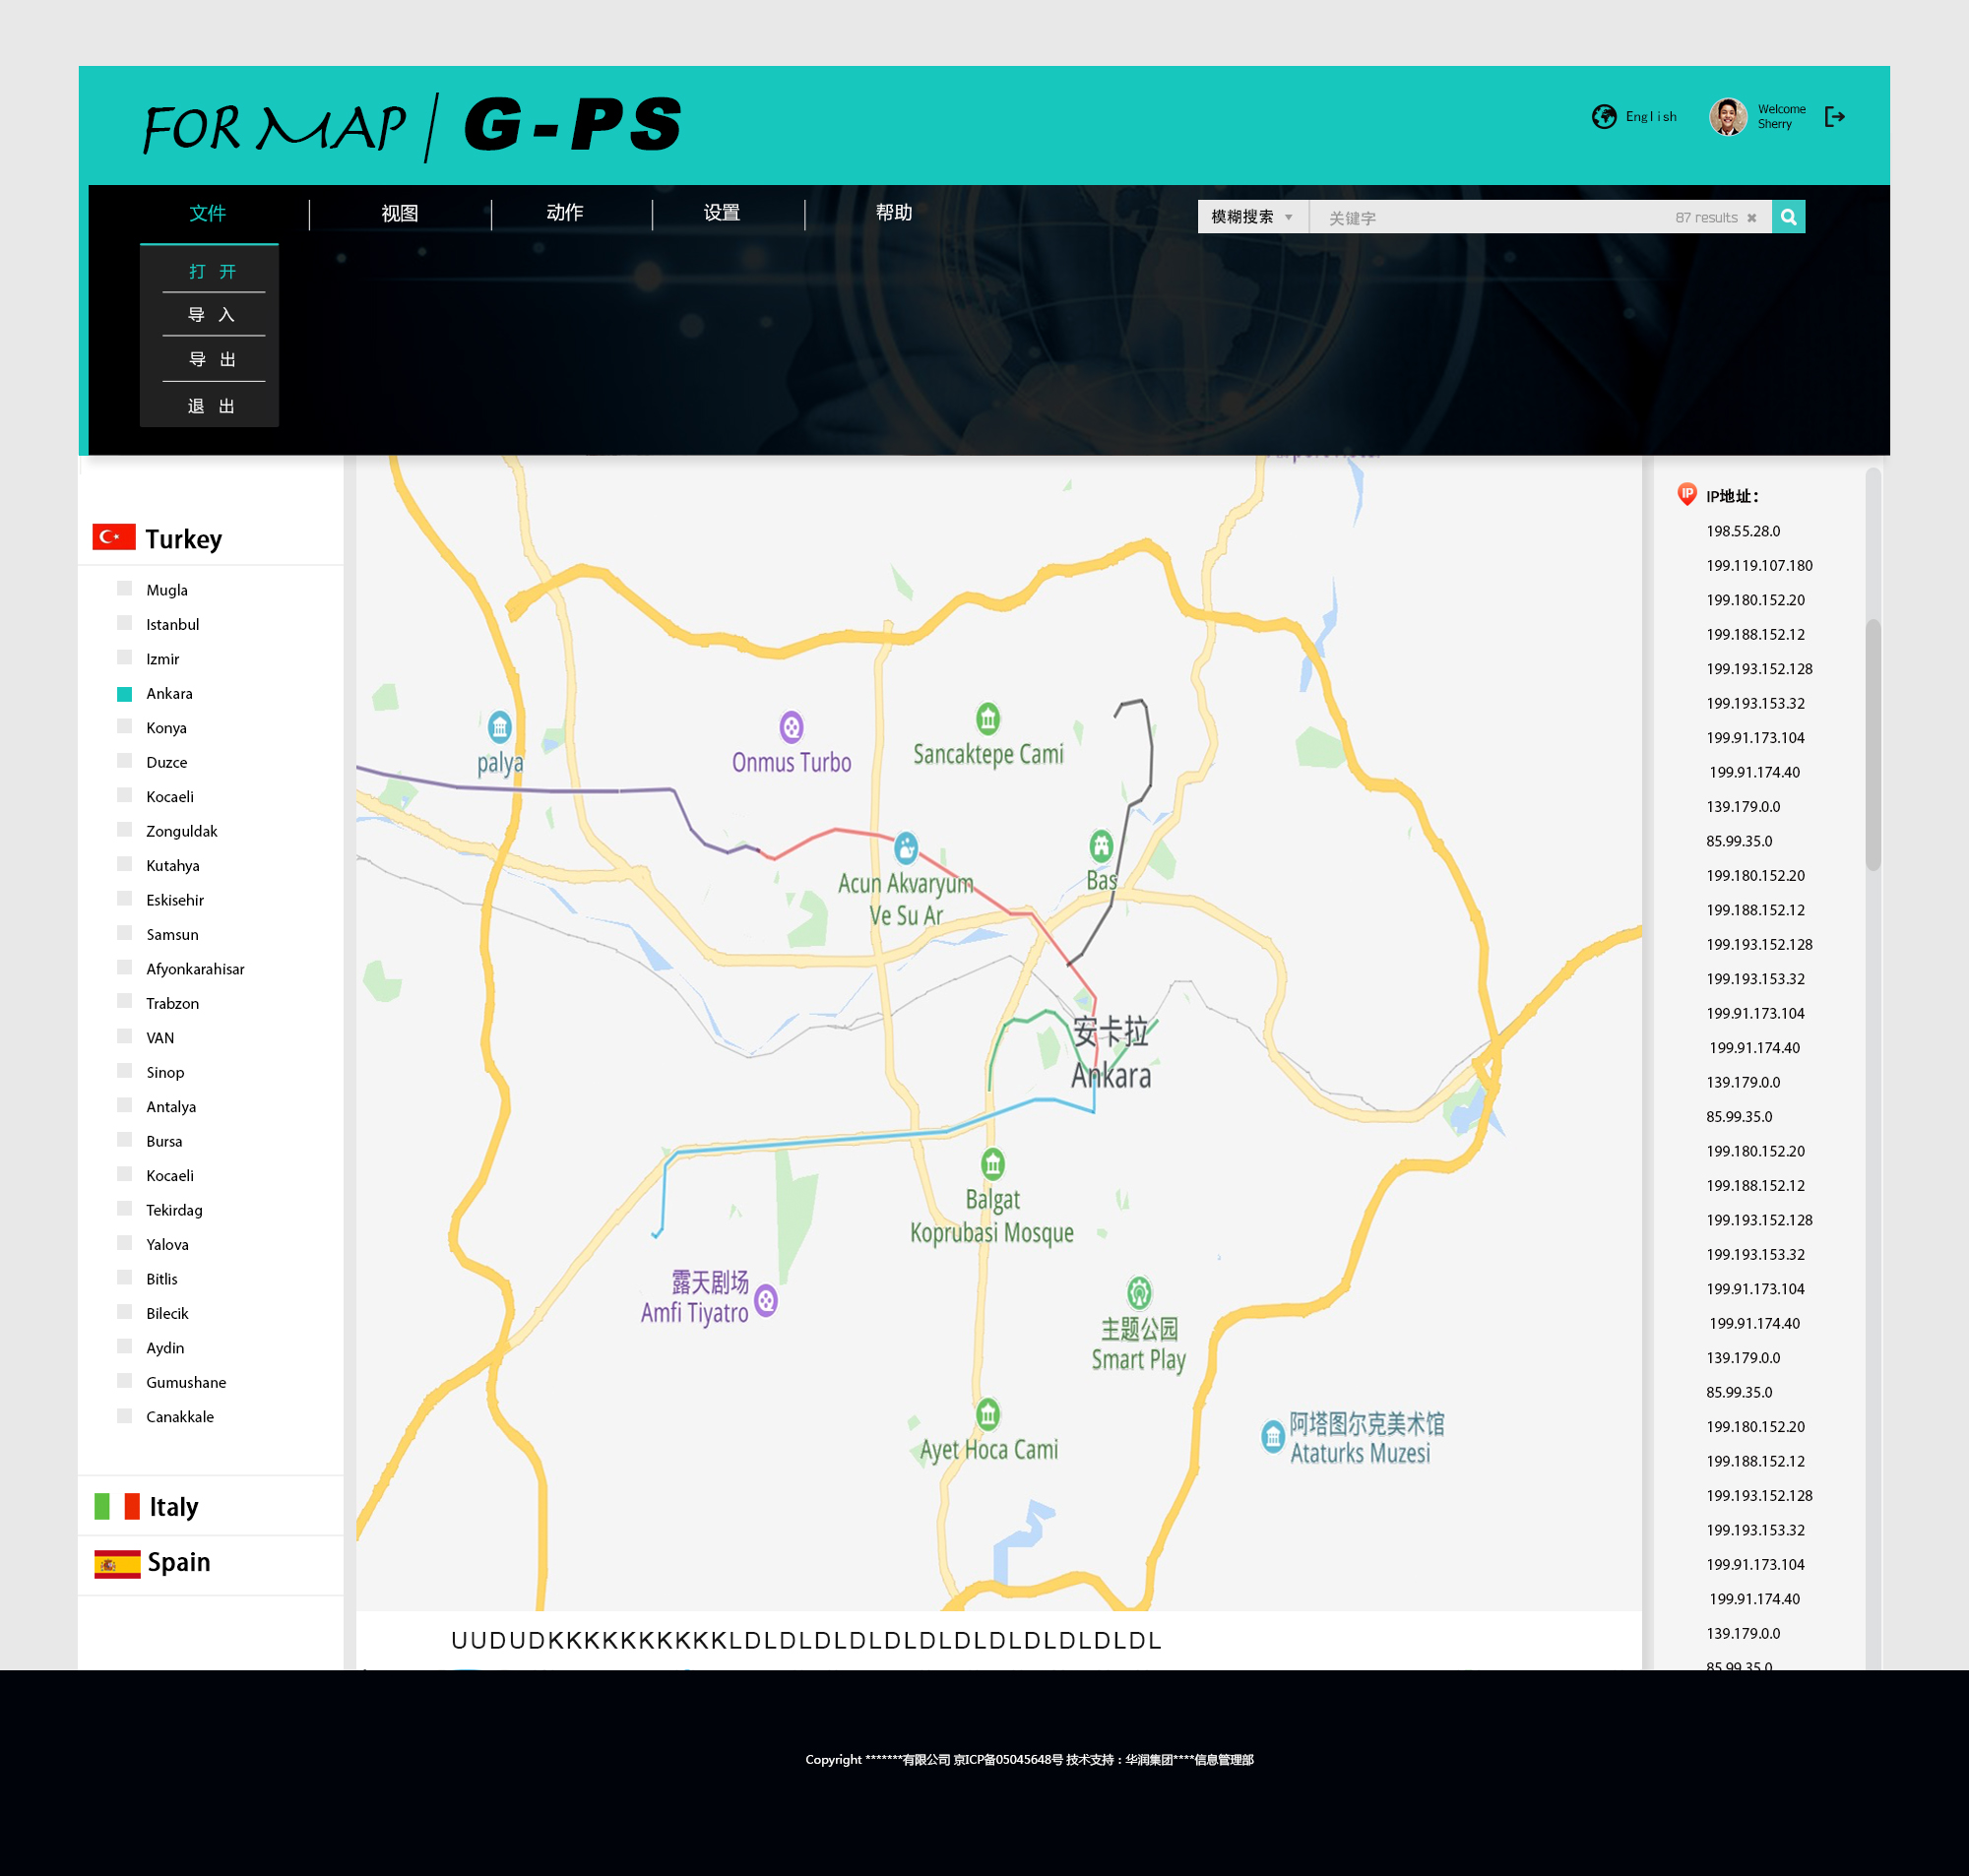 FOR MAP | G-PS
English
Welcome
Sherry
文件
视图
动作
设置
帮助
模糊搜索
关键字
87 results
打 开
导 入
导 出
退 出
Turkey
Mugla
Istanbul
Izmir
Ankara
Konya
Duzce
Kocaeli
Zonguldak
Kutahya
Eskisehir
Samsun
Afyonkarahisar
Trabzon
VAN
Sinop
Antalya
Bursa
Kocaeli
Tekirdag
Yalova
Bitlis
Bilecik
Aydin
Gumushane
Canakkale
Italy
Spain
palya
Onmus Turbo
Sancaktepe Cami
Acun Akvaryum
Ve Su Ar
Bas
安卡拉
Ankara
Balgat
Koprubasi Mosque
露天剧场
Amfi Tiyatro
主题公园
Smart Play
Ayet Hoca Cami
阿塔图尔克美术馆
Ataturks Muzesi
UUDUDKKKKKKKKKKLDLDLDLDLDLDLDLDLDLDLDLDL
IP
IP地址：
198.55.28.0
199.119.107.180
199.180.152.20
199.188.152.12
199.193.152.128
199.193.153.32
199.91.173.104
199.91.174.40
139.179.0.0
85.99.35.0
199.180.152.20
199.188.152.12
199.193.152.128
199.193.153.32
199.91.173.104
199.91.174.40
139.179.0.0
85.99.35.0
199.180.152.20
199.188.152.12
199.193.152.128
199.193.153.32
199.91.173.104
199.91.174.40
139.179.0.0
85.99.35.0
199.180.152.20
199.188.152.12
199.193.152.128
199.193.153.32
199.91.173.104
199.91.174.40
139.179.0.0
85.99.35.0
Copyright *******有限公司 京ICP备05045648号 技术支持：华润集团****信息管理部